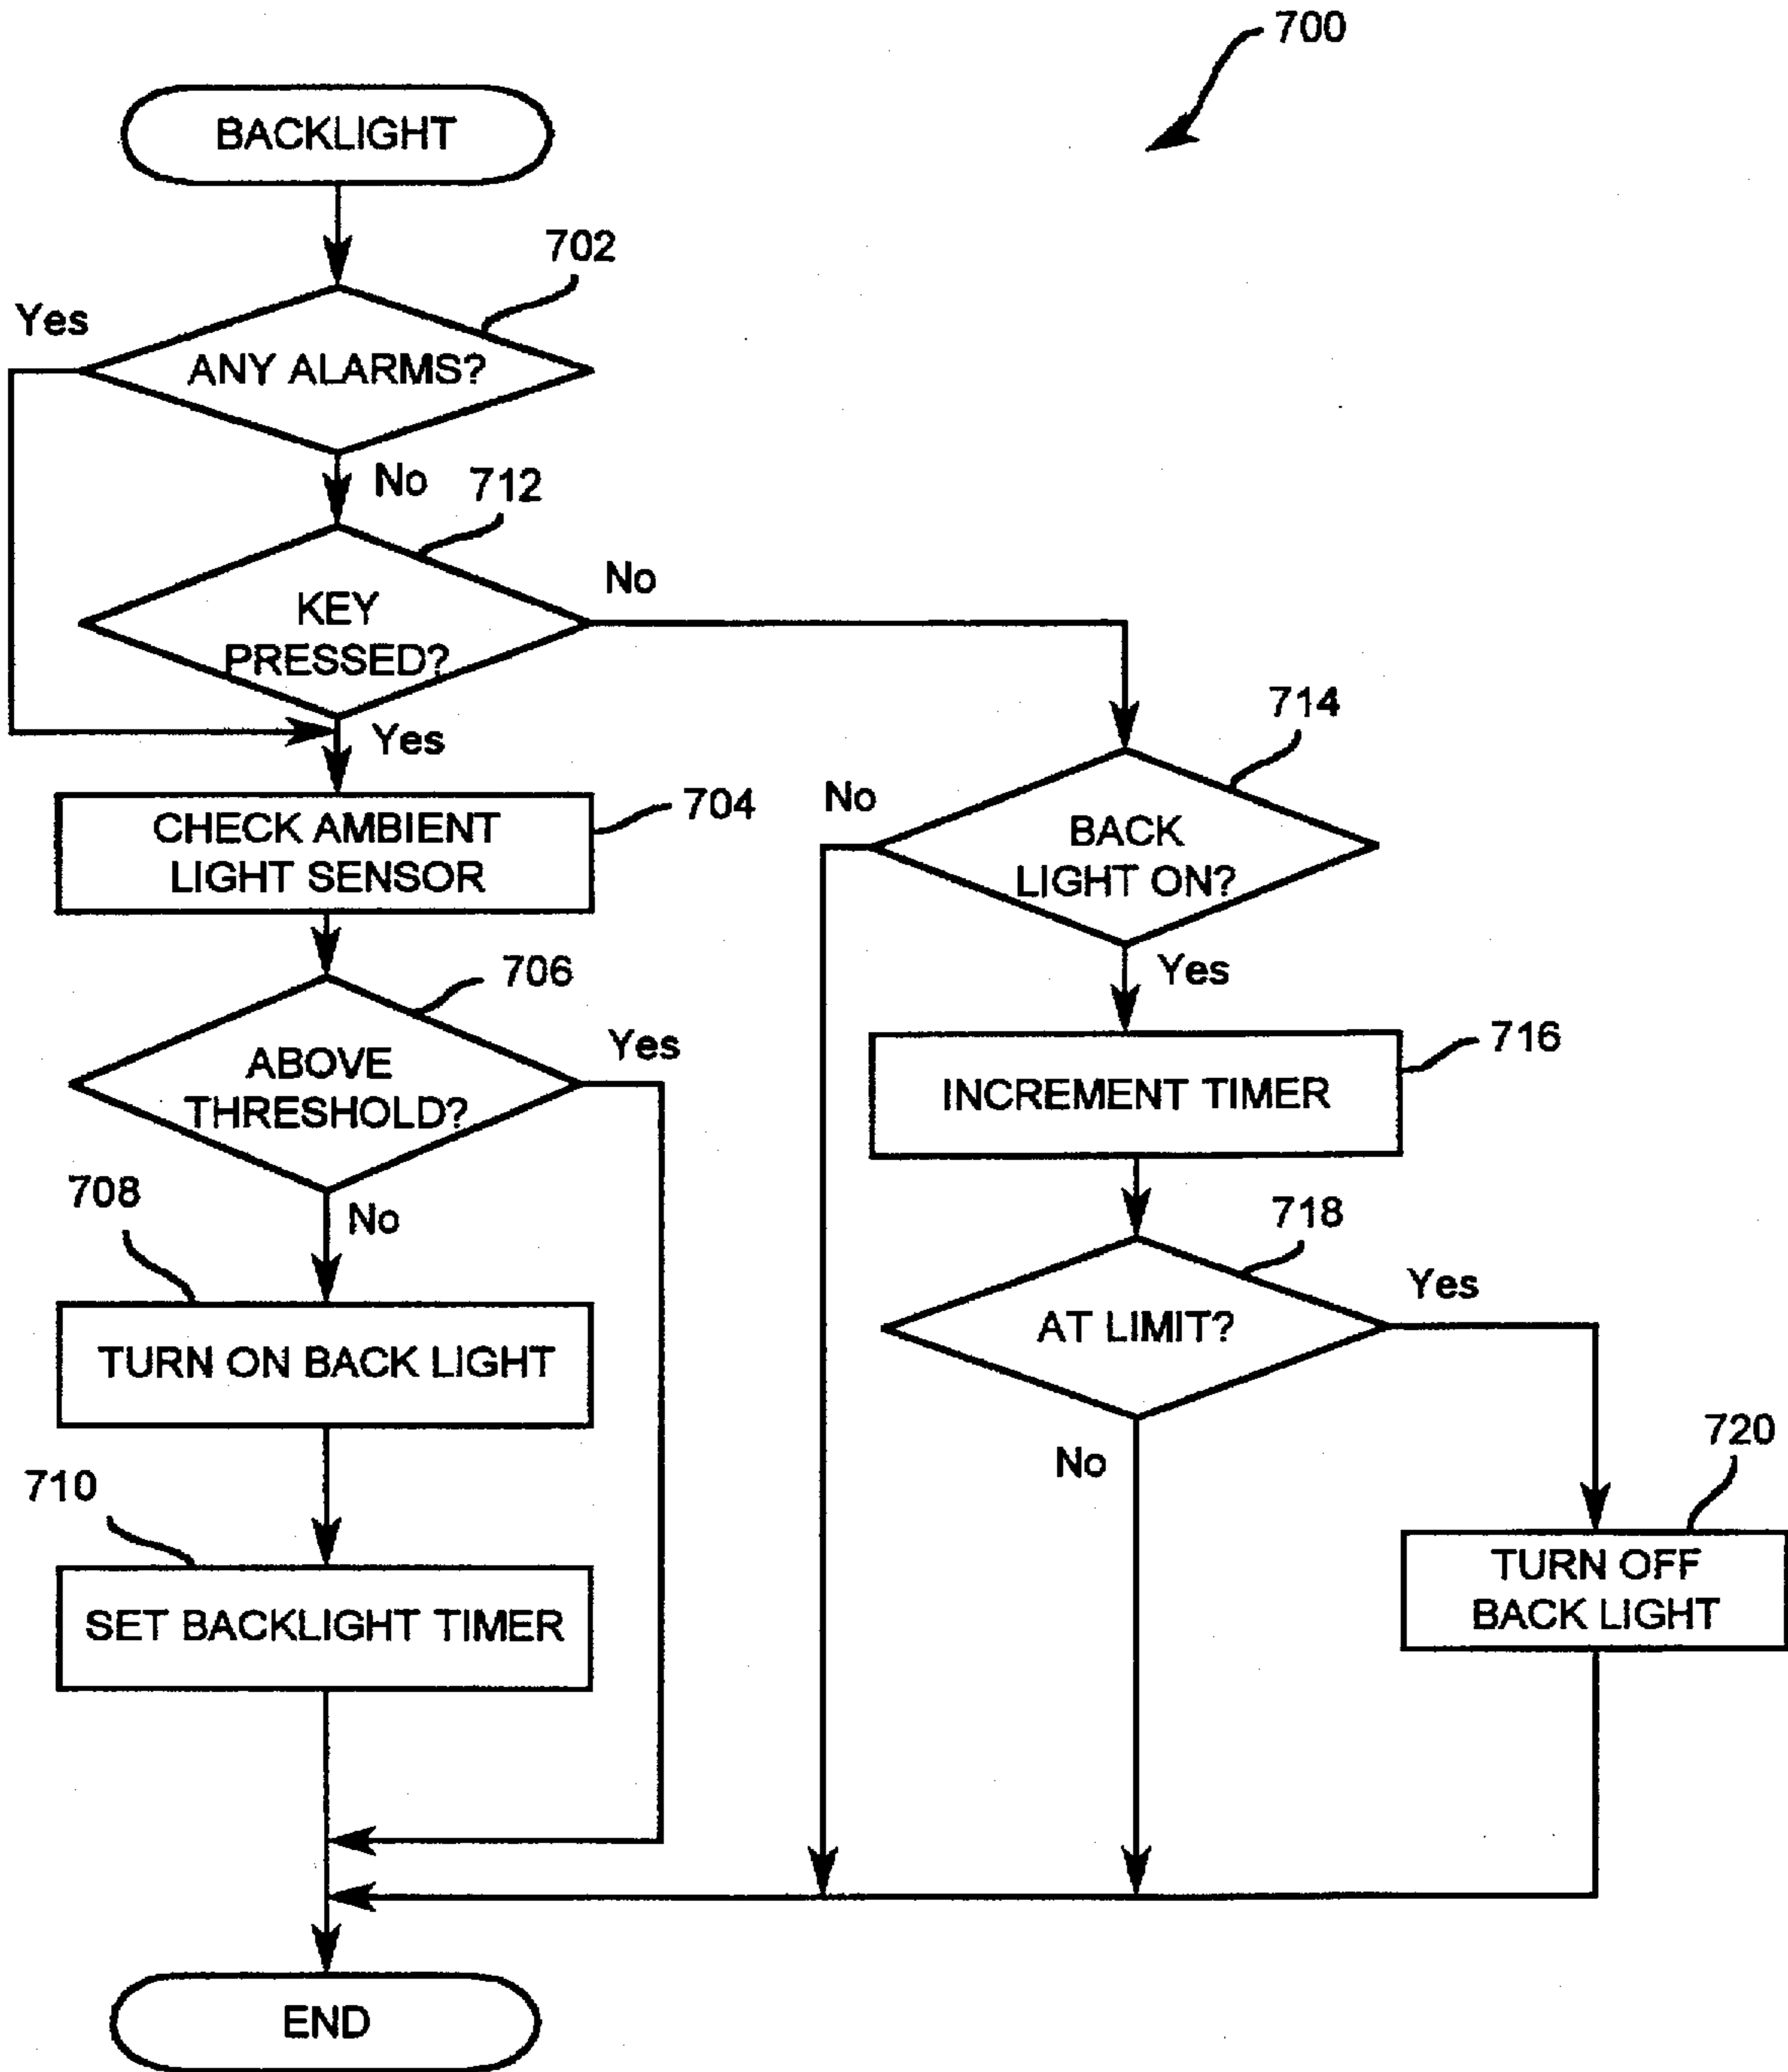 700
BACKLIGHT
702
Yes
ANY ALARMS?
No
712
KEY
PRESSED?
No
Yes
714
CHECK AMBIENT
LIGHT SENSOR
704
No
BACK
LIGHT ON?
Yes
706
ABOVE
THRESHOLD?
Yes
716
INCREMENT TIMER
708
No
718
AT LIMIT?
Yes
No
TURN ON BACK LIGHT
710
SET BACKLIGHT TIMER
720
TURN OFF
BACK LIGHT
END